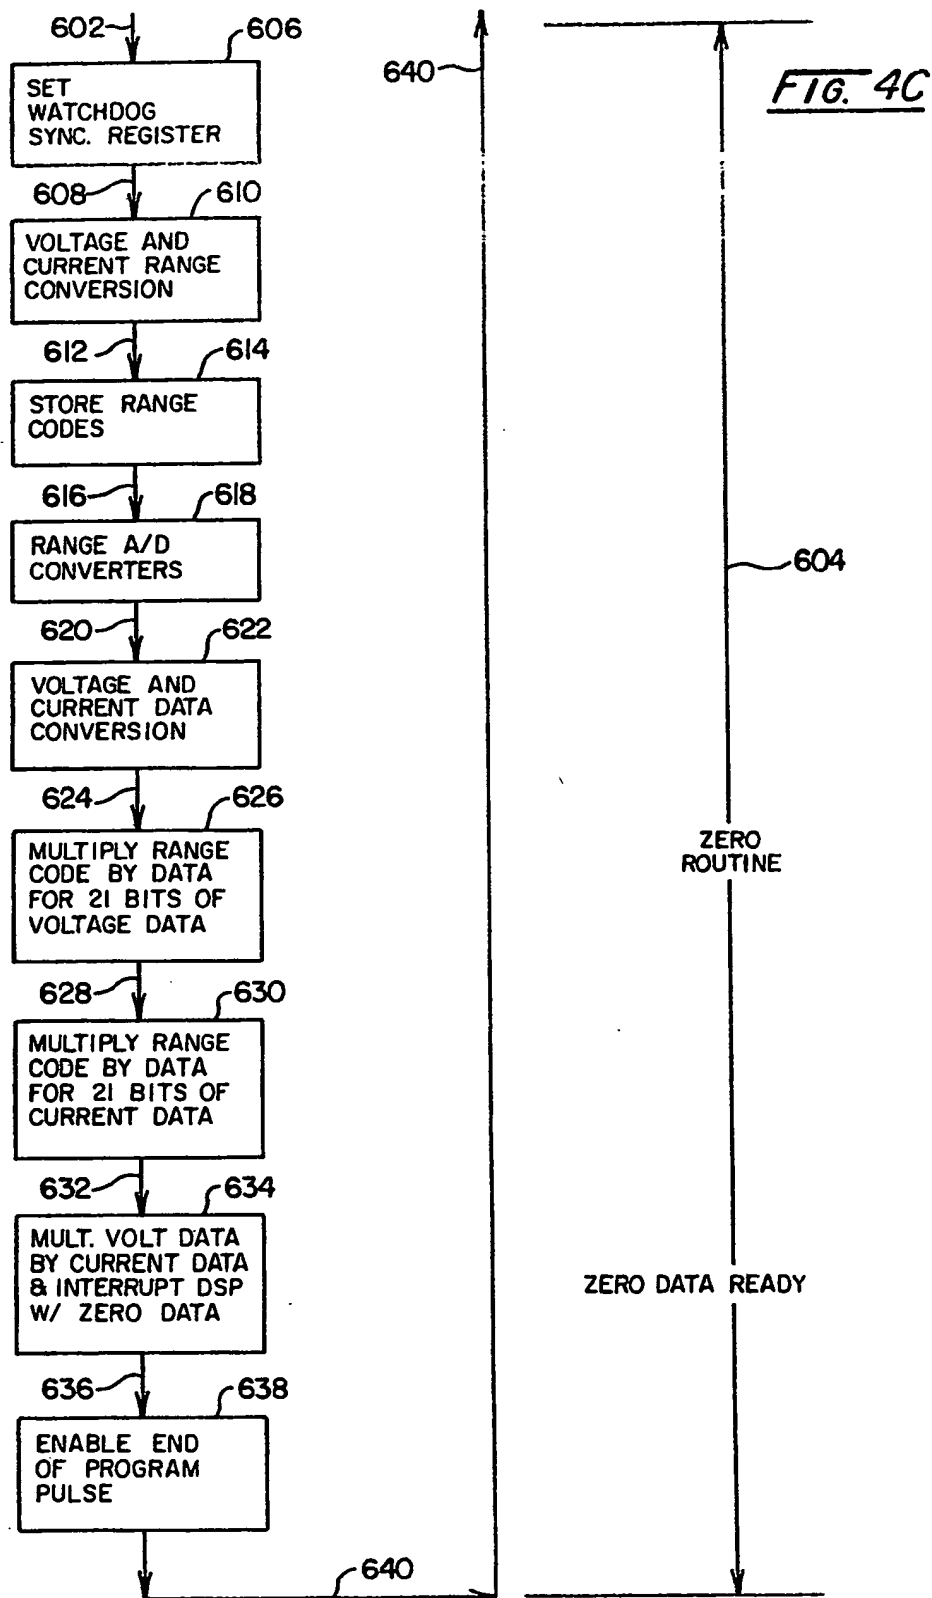 602
606
640
FIG. 4C
SET
WATCHDOG
SYNC. REGISTER
608
610
VOLTAGE AND
CURRENT RANGE
CONVERSION
612
614
STORE RANGE
CODES
616
618
RANGE A/D
CONVERTERS
604
620
622
VOLTAGE AND
CURRENT DATA
CONVERSION
624
626
MULTIPLY RANGE
CODE BY DATA
FOR 21 BITS OF
VOLTAGE DATA
ZERO
ROUTINE
628
630
MULTIPLY RANGE
CODE BY DATA
FOR 21 BITS OF
CURRENT DATA
632
634
MULT. VOLT DATA
BY CURRENT DATA
& INTERRUPT DSP
W/ ZERO DATA
ZERO DATA READY
636
638
ENABLE END
OF PROGRAM
PULSE
640